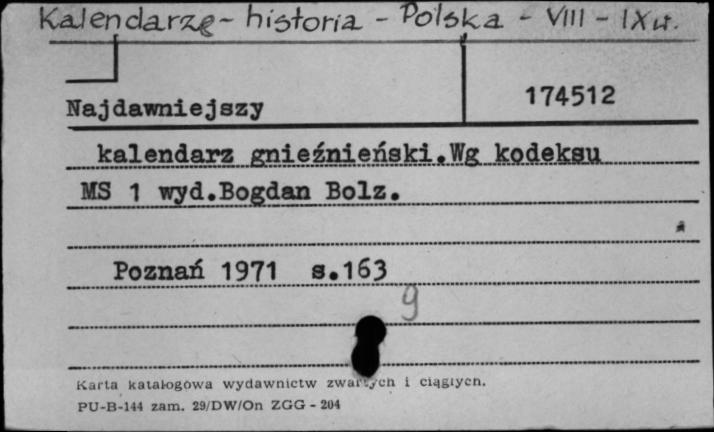 Kalendarze - historia - Polska - VIII - IX w.
174512
Najdawniejszy
kalendarz gnieźnieński.Wg kodeksu
MS 1 wyd.Bogdan Bolz.
Poznań 1971 s.163
9
Karta katalogowa wydawnictw zwartych i ciągłych.
PU-B-144 zam. 29/DW/On ZGG - 204